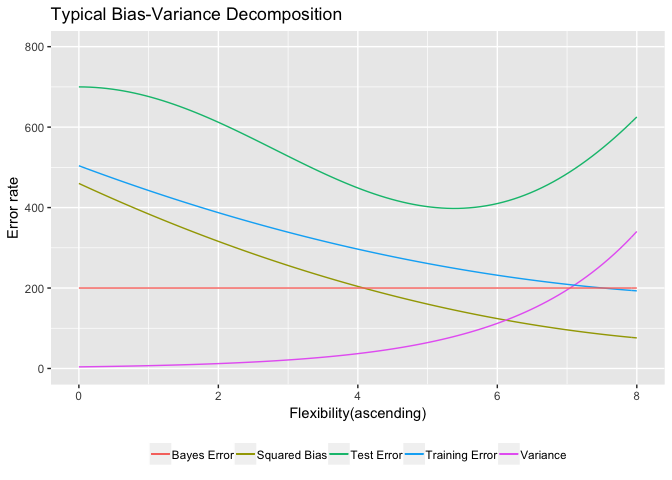 Typical Bias-Variance Decomposition
800
600
400
200
0
Error rate
0 2 4 6 8
Flexibility(ascending)
Bayes Error Squared Bias Test Error Training Error Variance